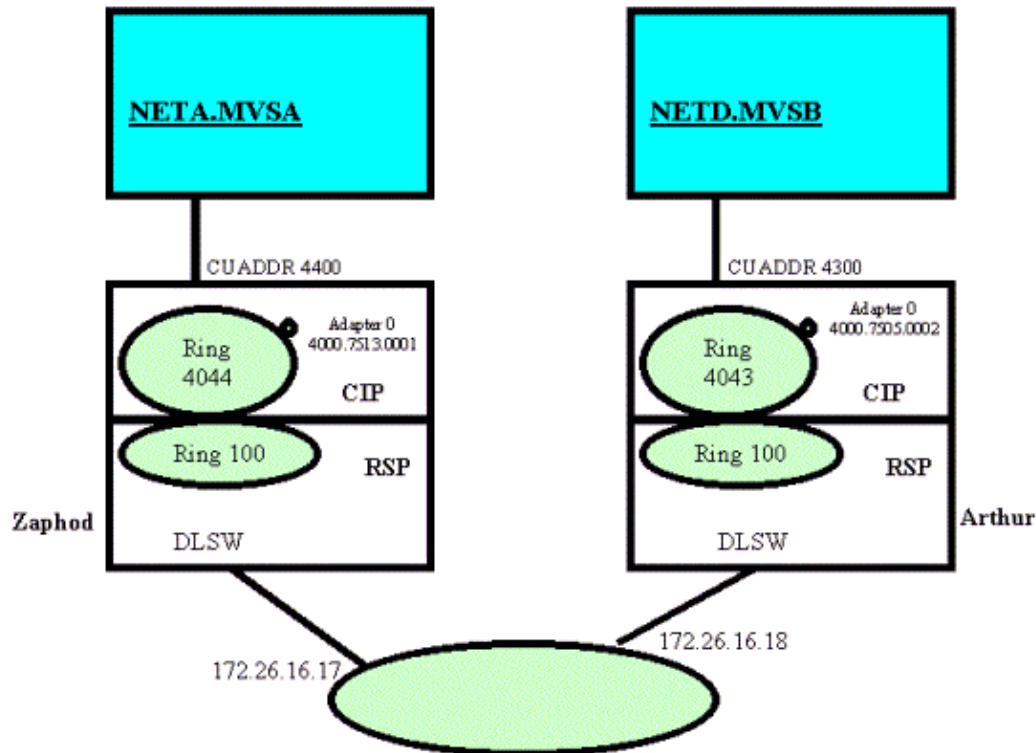 NETA.MVSA
NETD.MVSB
CUADDR 4400
CUADDR 4300
Adapter 0
4000.7513.0001
Ring
4044
CIP
Adapter 0
4000.7505.0002
Ring
4043
CIP
Ring 100
RSP
Ring 100
RSP
Zaphod
DLSW
DLSW
Arthur
172.26.16.17
172.26.16.18